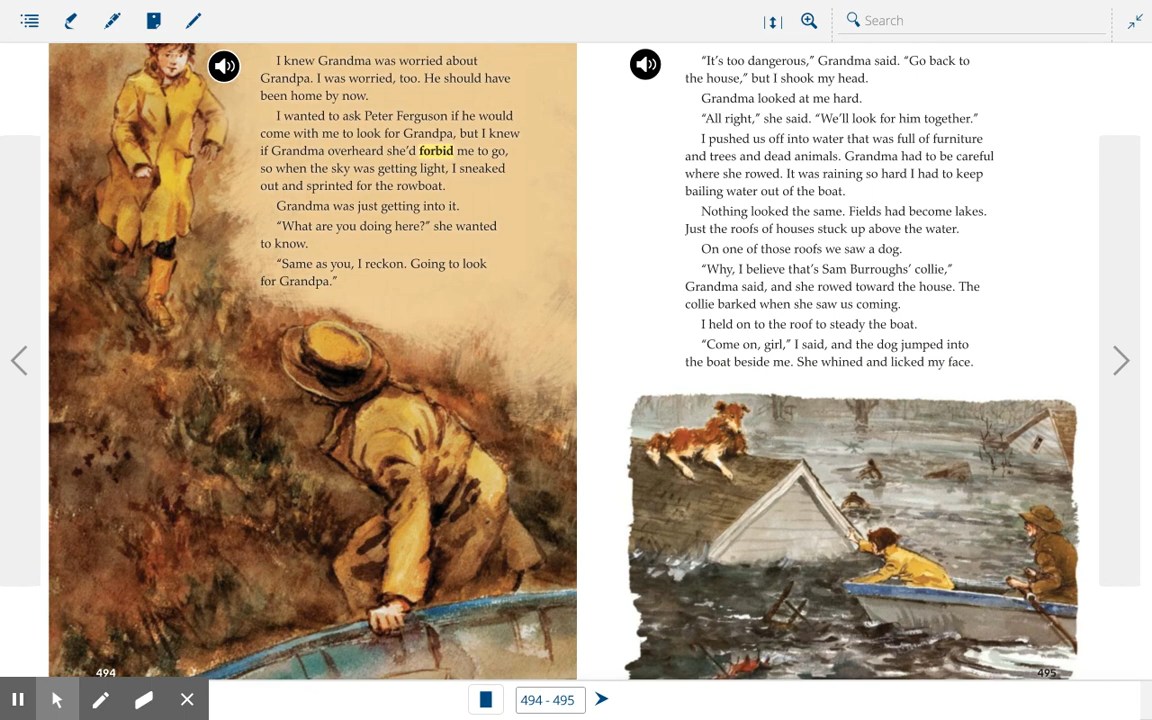 Search
I knew Grandma was worried about
Grandpa. I was worried, too. He should have
been home by now.
I wanted to ask Peter Ferguson if he would
come with me to look for Grandpa, but I knew
if Grandma overheard she’d forbid me to go,
so when the sky was getting light, I sneaked
out and sprinted for the rowboat.
Grandma was just getting into it.
“What are you doing here?” she wanted
to know.
“Same as you, I reckon. Going to look
for Grandpa.”
494
“It’s too dangerous,” Grandma said. “Go back to
the house,” but I shook my head.
Grandma looked at me hard.
“All right,” she said. “We’ll look for him together.”
I pushed us off into water that was full of furniture
and trees and dead animals. Grandma had to be careful
where she rowed. It was raining so hard I had to keep
bailing water out of the boat.
Nothing looked the same. Fields had become lakes.
Just the roofs of houses stuck up above the water.
On one of those roofs we saw a dog.
“Why, I believe that’s Sam Burroughs’ collie,”
Grandma said, and she rowed toward the house. The
collie barked when she saw us coming.
I held on to the roof to steady the boat.
“Come on, girl,” I said, and the dog jumped into
the boat beside me. She whined and licked my face.
495
494 - 495